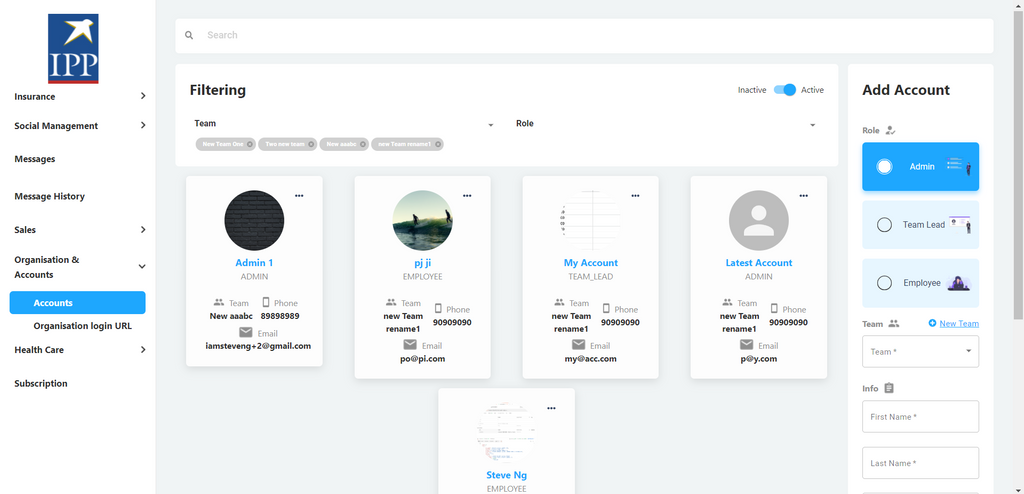 IPP
Insurance
Social Management
Messages
Message History
Sales
Organisation &
Accounts
Accounts
Organisation login URL
Health Care
Subscription
Search
Filtering
Inactive
Active
Team
Role
New Team One
Two new team
New aaabc
new Team rename1
Admin 1
ADMIN
Team
Phone
New aaabc
89898989
Email
iamsteveng+2@gmail.com
pj ji
EMPLOYEE
Team
Phone
new Team
rename1
90909090
Email
po@pi.com
My Account
TEAM_LEAD
Team
Phone
new Team
rename1
90909090
Email
my@acc.com
Latest Account
ADMIN
Team
Phone
new Team
rename1
90909090
Email
p@y.com
Steve Ng
EMPLOYEE
Add Account
Role
Admin
Team Lead
Employee
Team
New Team
Team *
Info
First Name *
Last Name *